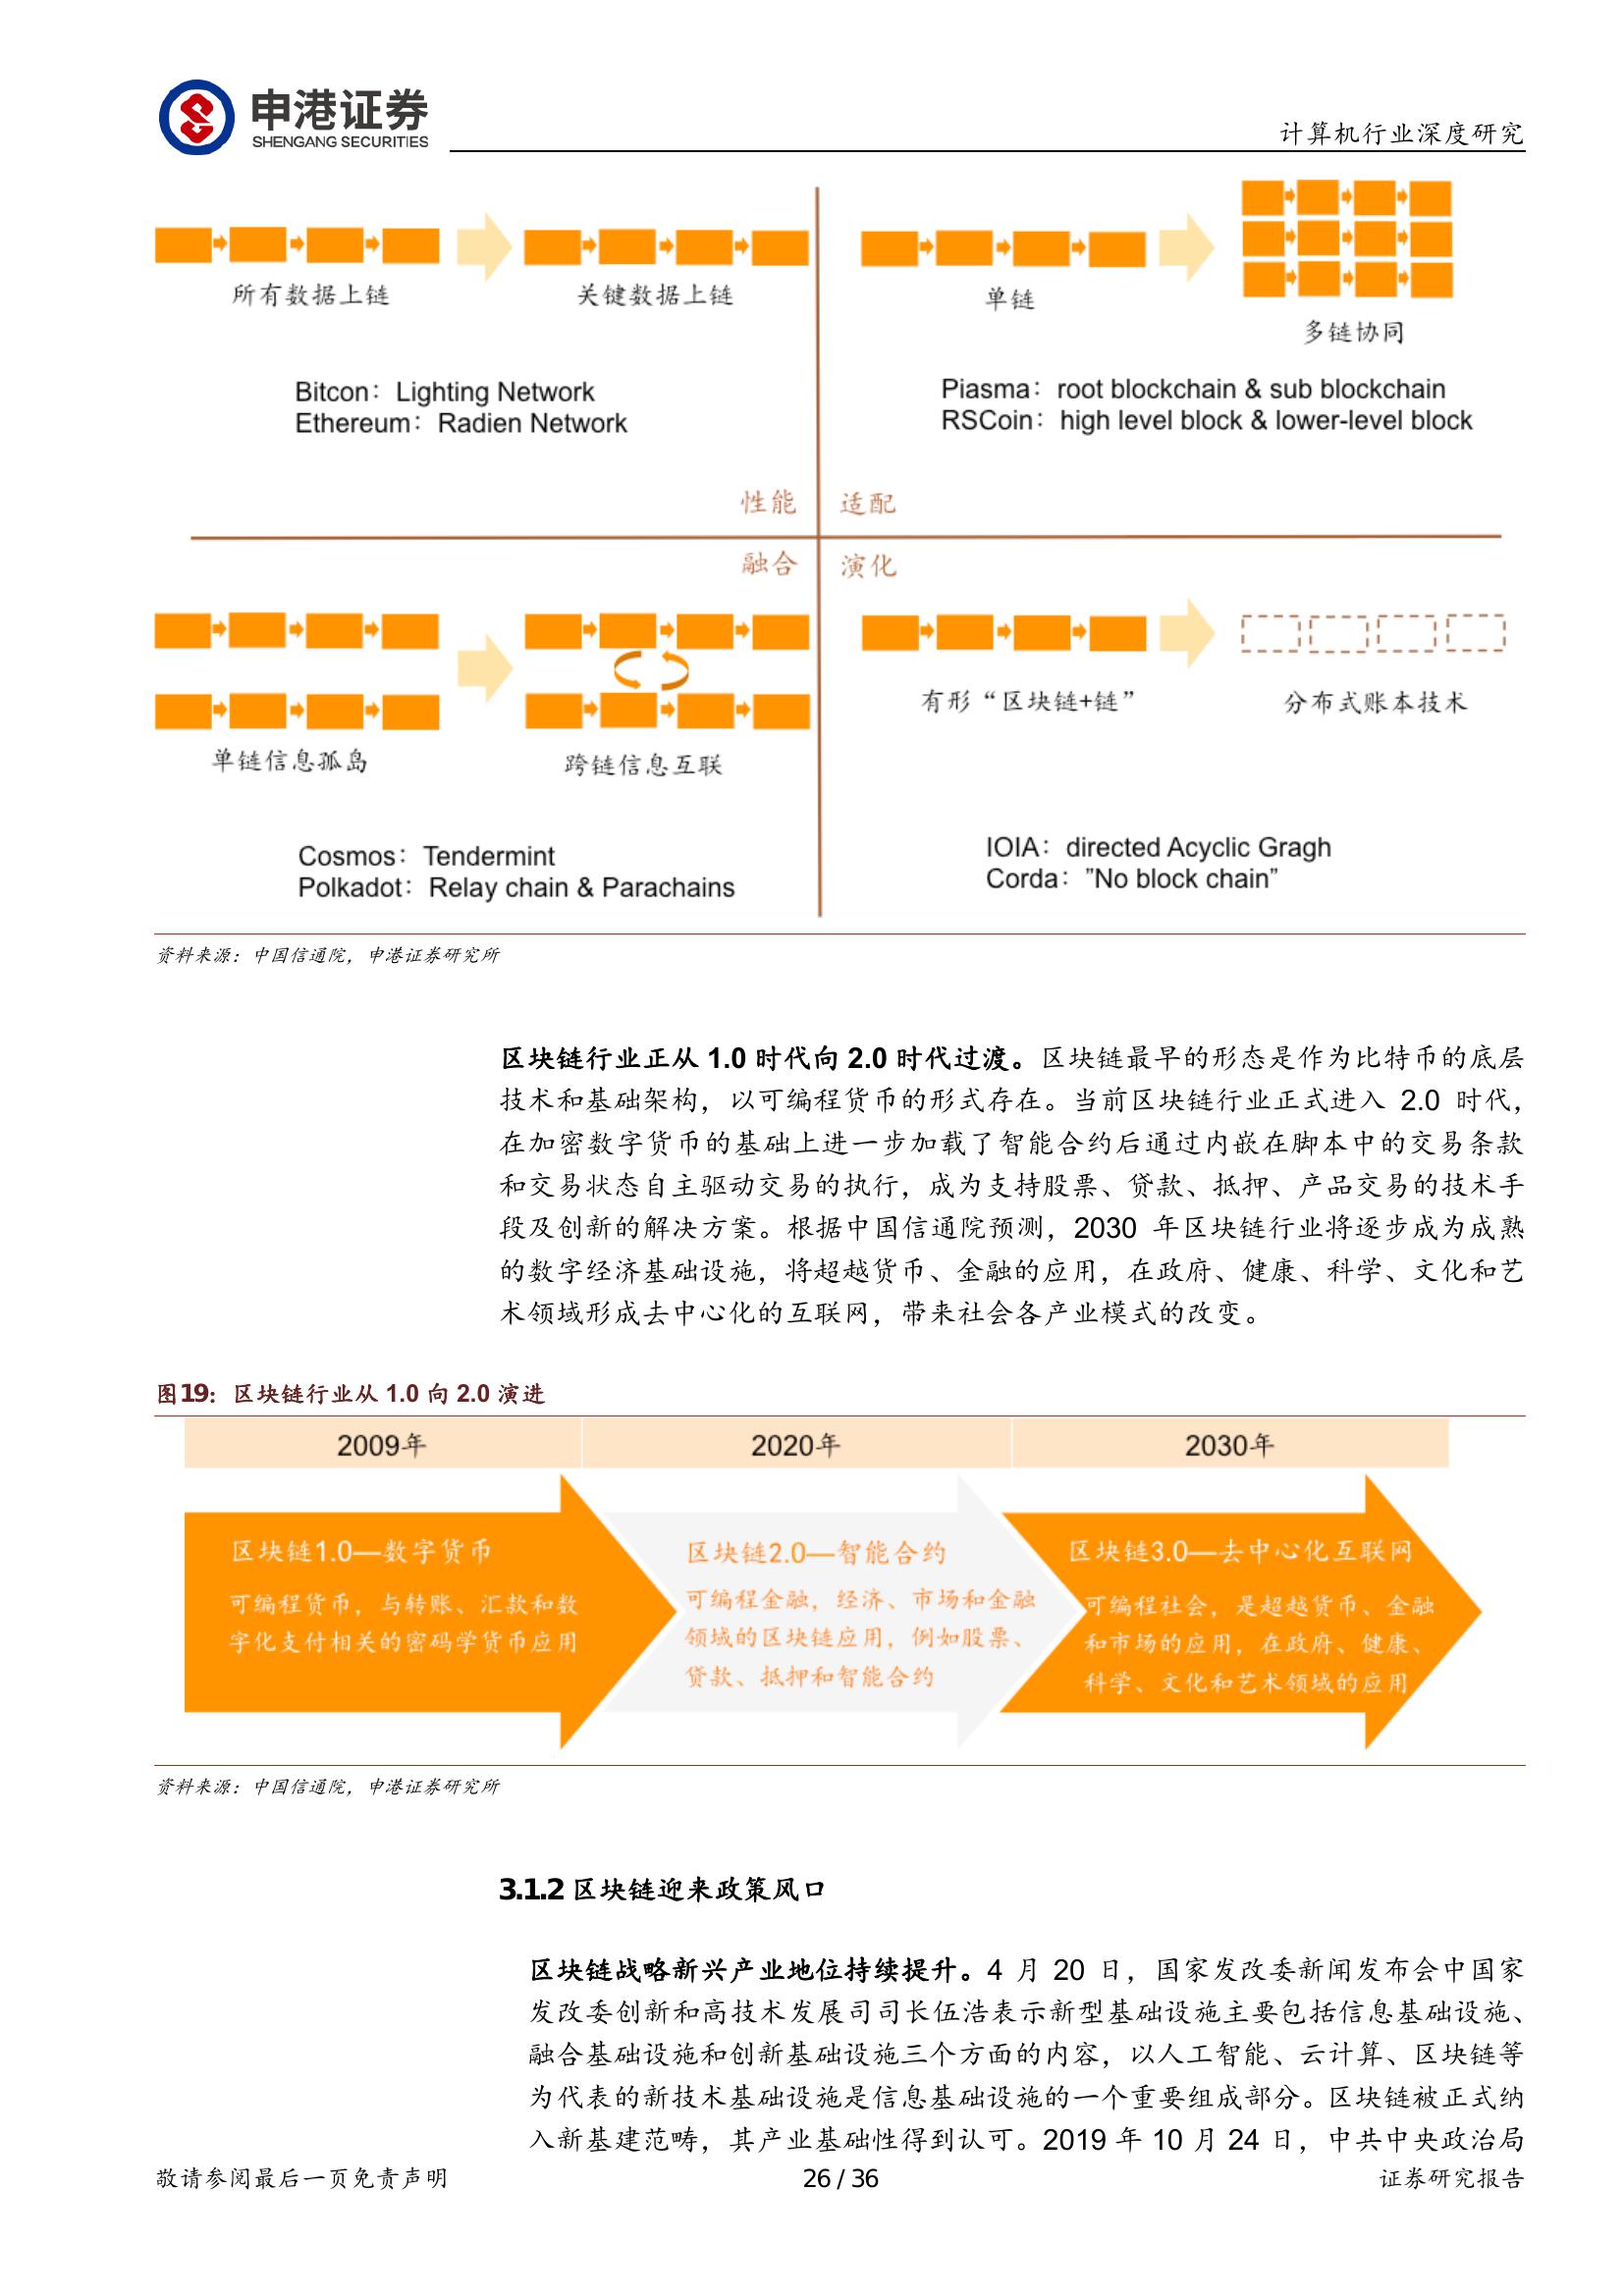 申港证券
SHENGANG SECURITIES
计算机行业深度研究
所有数据上链
关键数据上链
单链
多链协同
Bitcon：Lighting Network
Ethereum：Radien Network
Piasma：root blockchain & sub blockchain
RSCoin：high level block & lower-level block
性能
适配
融合
演化
单链信息孤岛
跨链信息互联
有形“区块链+链”
分布式账本技术
Cosmos：Tendermint
Polkadot：Relay chain & Parachains
IOIA：directed Acyclic Gragh
Corda：”No block chain”
资料来源：中国信通院，申港证券研究所
区块链行业正从 1.0 时代向 2.0 时代过渡。区块链最早的形态是作为比特币的底层
技术和基础架构，以可编程货币的形式存在。当前区块链行业正式进入 2.0 时代，
在加密数字货币的基础上进一步加载了智能合约后通过内嵌在脚本中的交易条款
和交易状态自主驱动交易的执行，成为支持股票、贷款、抵押、产品交易的技术手
段及创新的解决方案。根据中国信通院预测，2030 年区块链行业将逐步成为成熟
的数字经济基础设施，将超越货币、金融的应用，在政府、健康、科学、文化和艺
术领域形成去中心化的互联网，带来社会各产业模式的改变。
图19：区块链行业从 1.0 向 2.0 演进
2009年
2020年
2030年
区块链1.0—数字货币
可编程货币，与转账、汇款和数
字化支付相关的密码学货币应用
区块链2.0—智能合约
可编程金融，经济、市场和金融
领域的区块链应用，例如股票、
贷款、抵押和智能合约
区块链3.0—去中心化互联网
可编程社会，是超越货币、金融
和市场的应用，在政府、健康、
科学、文化和艺术领域的应用
资料来源：中国信通院，申港证券研究所
3.1.2 区块链迎来政策风口
区块链战略新兴产业地位持续提升。4 月 20 日，国家发改委新闻发布会中国家
发改委创新和高技术发展司司长伍浩表示新型基础设施主要包括信息基础设施、
融合基础设施和创新基础设施三个方面的内容，以人工智能、云计算、区块链等
为代表的新技术基础设施是信息基础设施的一个重要组成部分。区块链被正式纳
入新基建范畴，其产业基础性得到认可。2019 年 10 月 24 日，中共中央政治局
敬请参阅最后一页免责声明
26 / 36
证券研究报告